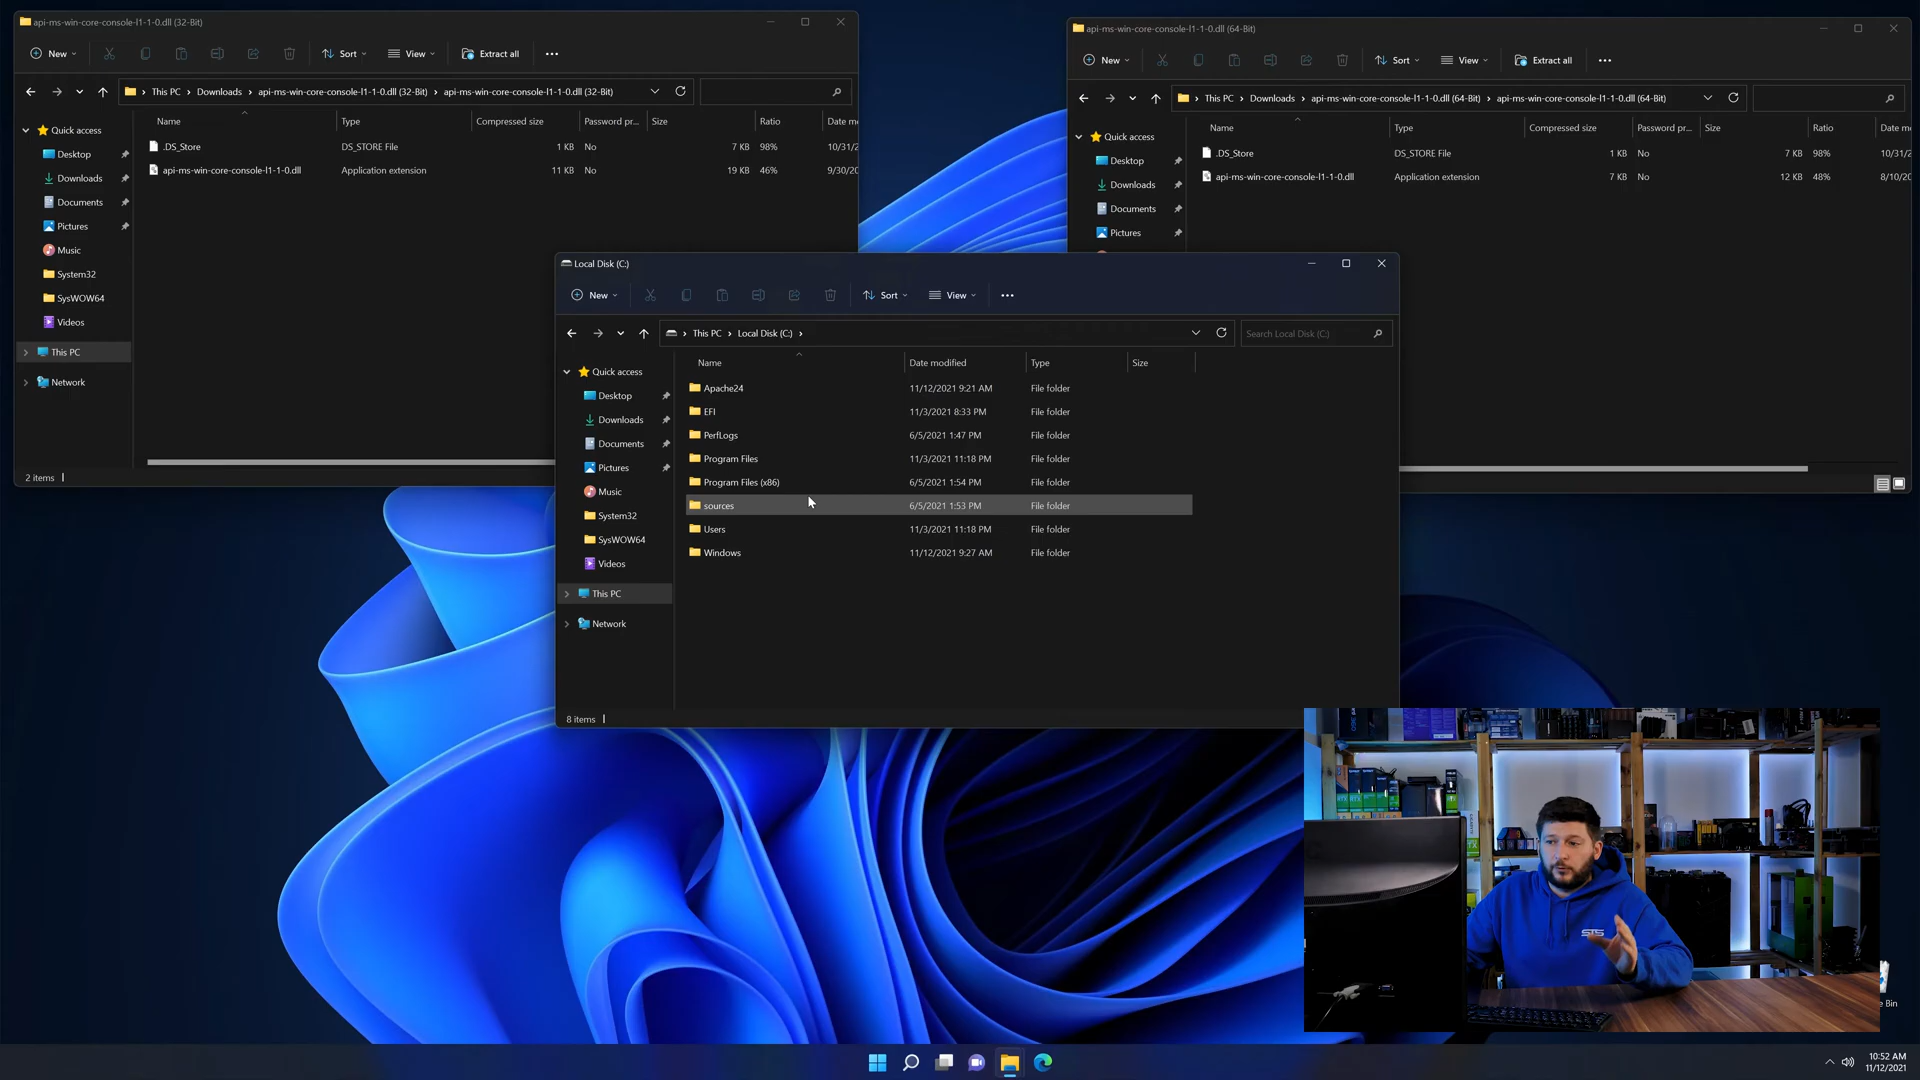 api-ms-win-core-console-l1-1-0.dll (32-Bit)
New
Sort
View
Extract all
This PC
Downloads
api-ms-win-core-console-l1-1-0.dll (32-Bit)
api-ms-win-core-console-l1-1-0.dll (32-Bit)
Name
Type
Compressed size
Password pr...
Size
Ratio
Date m
.DS_Store
DS_STORE File
1 KB
No
7 KB
98%
10/31/2
api-ms-win-core-console-l1-1-0.dll
Application extension
11 KB
No
19 KB
46%
9/30/20
Quick access
Desktop
Downloads
Documents
Pictures
Music
System32
SysWOW64
Videos
This PC
Network
2 items
api-ms-win-core-console-l1-1-0.dll (64-Bit)
New
Sort
View
Extract all
This PC
Downloads
api-ms-win-core-console-l1-1-0.dll (64-Bit)
api-ms-win-core-console-l1-1-0.dll (64-Bit)
Name
Type
Compressed size
Password pr...
Size
Ratio
Date m
.DS_Store
DS_STORE File
1 KB
No
7 KB
98%
10/31/2
api-ms-win-core-console-l1-1-0.dll
Application extension
7 KB
No
12 KB
48%
8/10/20
Quick access
Desktop
Downloads
Documents
Pictures
Local Disk (C:)
New
Sort
View
This PC
Local Disk (C:)
Search Local Disk (C:)
Name
Date modified
Type
Size
Apache24
11/12/2021 9:21 AM
File folder
EFI
11/3/2021 8:33 PM
File folder
PerfLogs
6/5/2021 1:47 PM
File folder
Program Files
11/3/2021 11:18 PM
File folder
Program Files (x86)
6/5/2021 1:54 PM
File folder
sources
6/5/2021 1:53 PM
File folder
Users
11/3/2021 11:18 PM
File folder
Windows
11/12/2021 9:27 AM
File folder
Quick access
Desktop
Downloads
Documents
Pictures
Music
System32
SysWOW64
Videos
This PC
Network
8 items
STS
e Bin
10:52 AM
11/12/2021